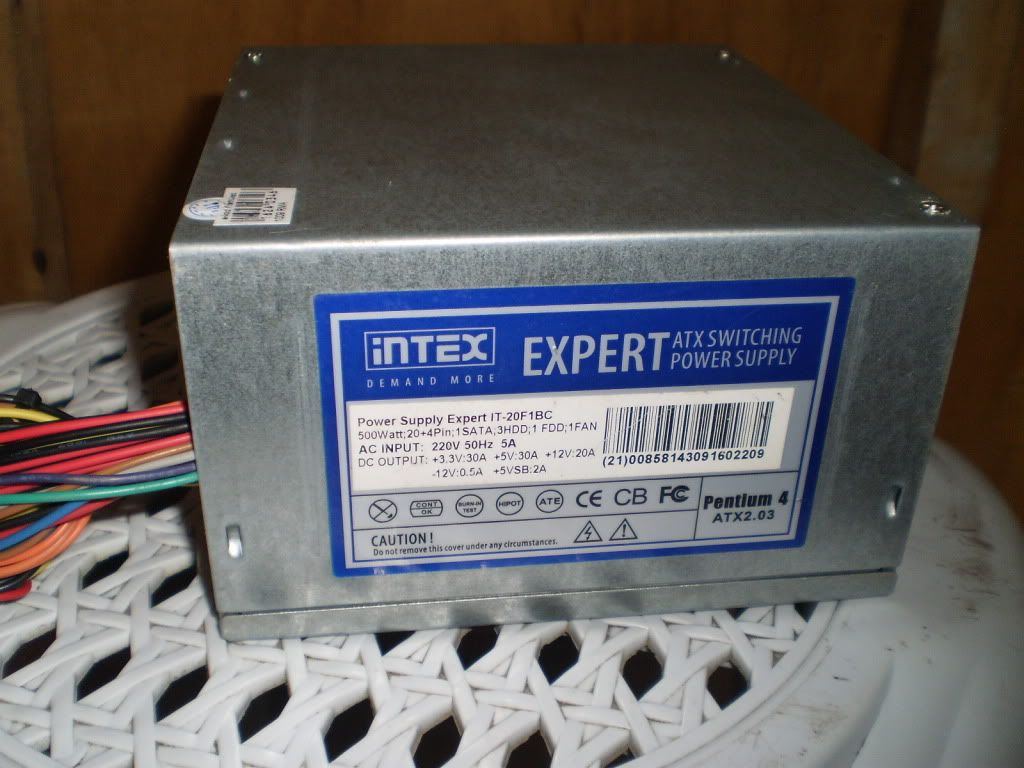 iNTEX
DEMAND MORE
EXPERT ATX SWITCHING
POWER SUPPLY
Power Supply Expert IT-20F1BC
500Watt;20+4Pin;1SATA,3HDD;1 FDD;1FAN
AC INPUT: 220V 50Hz 5A
DC OUTPUT: +3.3V:30A +5V:30A +12V:20A
-12V:0.5A +5VSB:2A
(21)00858143091602209
CONT
OK
BURN-IN
TEST
HIPOT
ATE
CE
CB
FC
Pentium 4
ATX2.03
CAUTION!
Do not remove this cover under any circumstances.